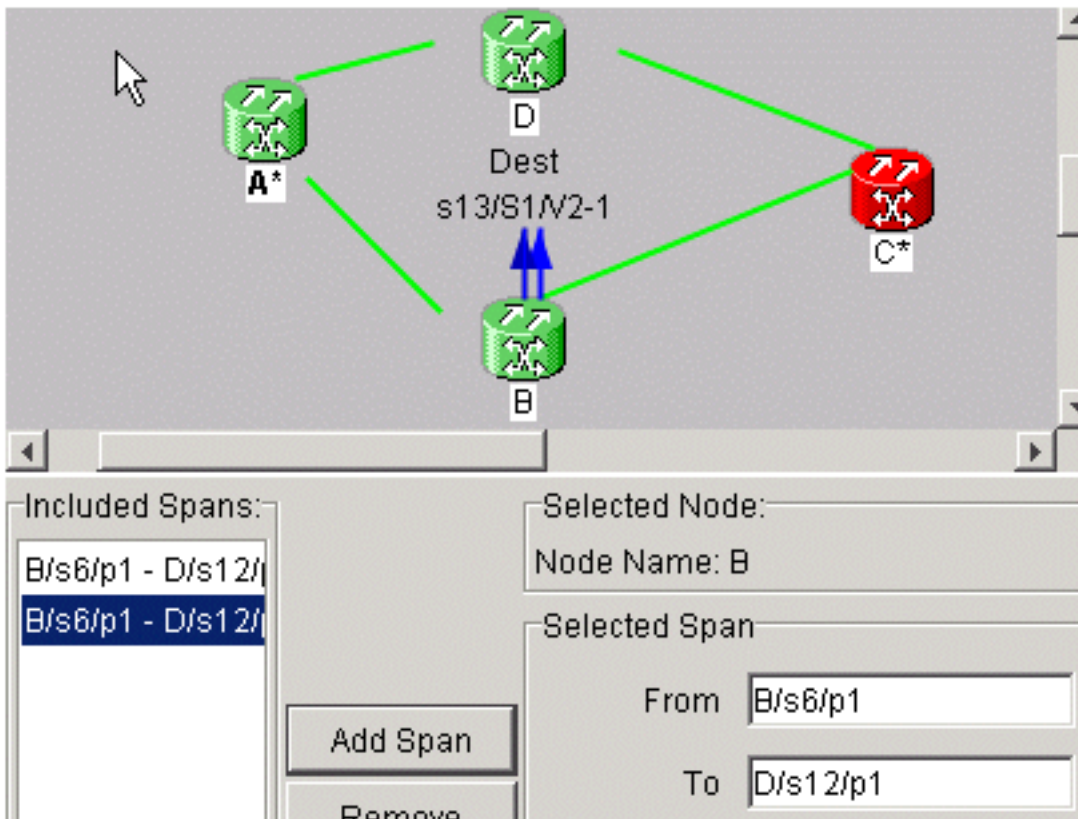 D
A*
Dest
s13/S1/V2-1
C*
B
Included Spans:
B/s6/p1 - D/s12/
B/s6/p1 - D/s12/
Selected Node:
Node Name: B
Selected Span
From B/s6/p1
Add Span
To D/s12/p1
Remove